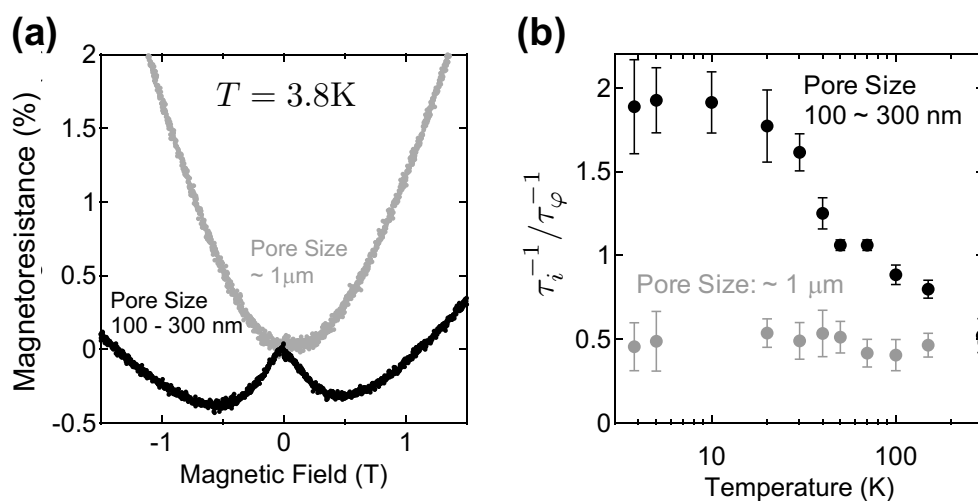 (a)
2
1.5
1
0.5
0
-0.5
Magnetoresistance (%)
T = 3.8K
Pore Size
~ 1μm
Pore Size
100 - 300 nm
-1
0
1
Magnetic Field (T)
(b)
2
1.5
1
0.5
0
τ_i^{-1}/τ_φ^{-1}
Pore Size
100 ~ 300 nm
Pore Size: ~ 1 μm
10
100
Temperature (K)